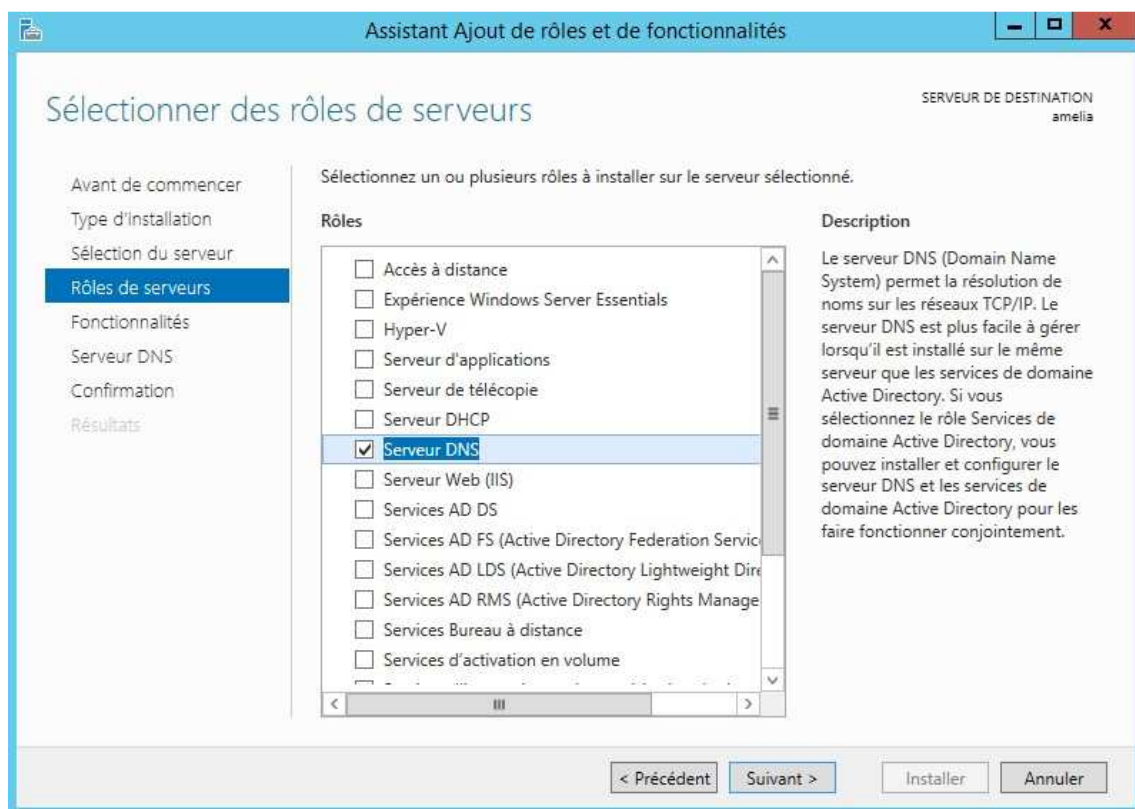 Assistant Ajout de rôles et de fonctionnalités
Sélectionner des rôles de serveurs
SERVEUR DE DESTINATION
amelia
Avant de commencer
Type d'installation
Sélection du serveur
Rôles de serveurs
Fonctionnalités
Serveur DNS
Confirmation
Résultats
Sélectionnez un ou plusieurs rôles à installer sur le serveur sélectionné.
Rôles
Accès à distance
Expérience Windows Server Essentials
Hyper-V
Serveur d'applications
Serveur de télécopie
Serveur DHCP
Serveur DNS
Serveur Web (IIS)
Services AD DS
Services AD FS (Active Directory Federation Servic
Services AD LDS (Active Directory Lightweight Dire
Services AD RMS (Active Directory Rights Manage
Services Bureau à distance
Services d'activation en volume
Description
Le serveur DNS (Domain Name
System) permet la résolution de
noms sur les réseaux TCP/IP. Le
serveur DNS est plus facile à gérer
lorsqu'il est installé sur le même
serveur que les services de domaine
Active Directory. Si vous
sélectionnez le rôle Services de
domaine Active Directory, vous
pouvez installer et configurer le
serveur DNS et les services de
domaine Active Directory pour les
faire fonctionner conjointement.
< Précédent
Suivant >
Installer
Annuler